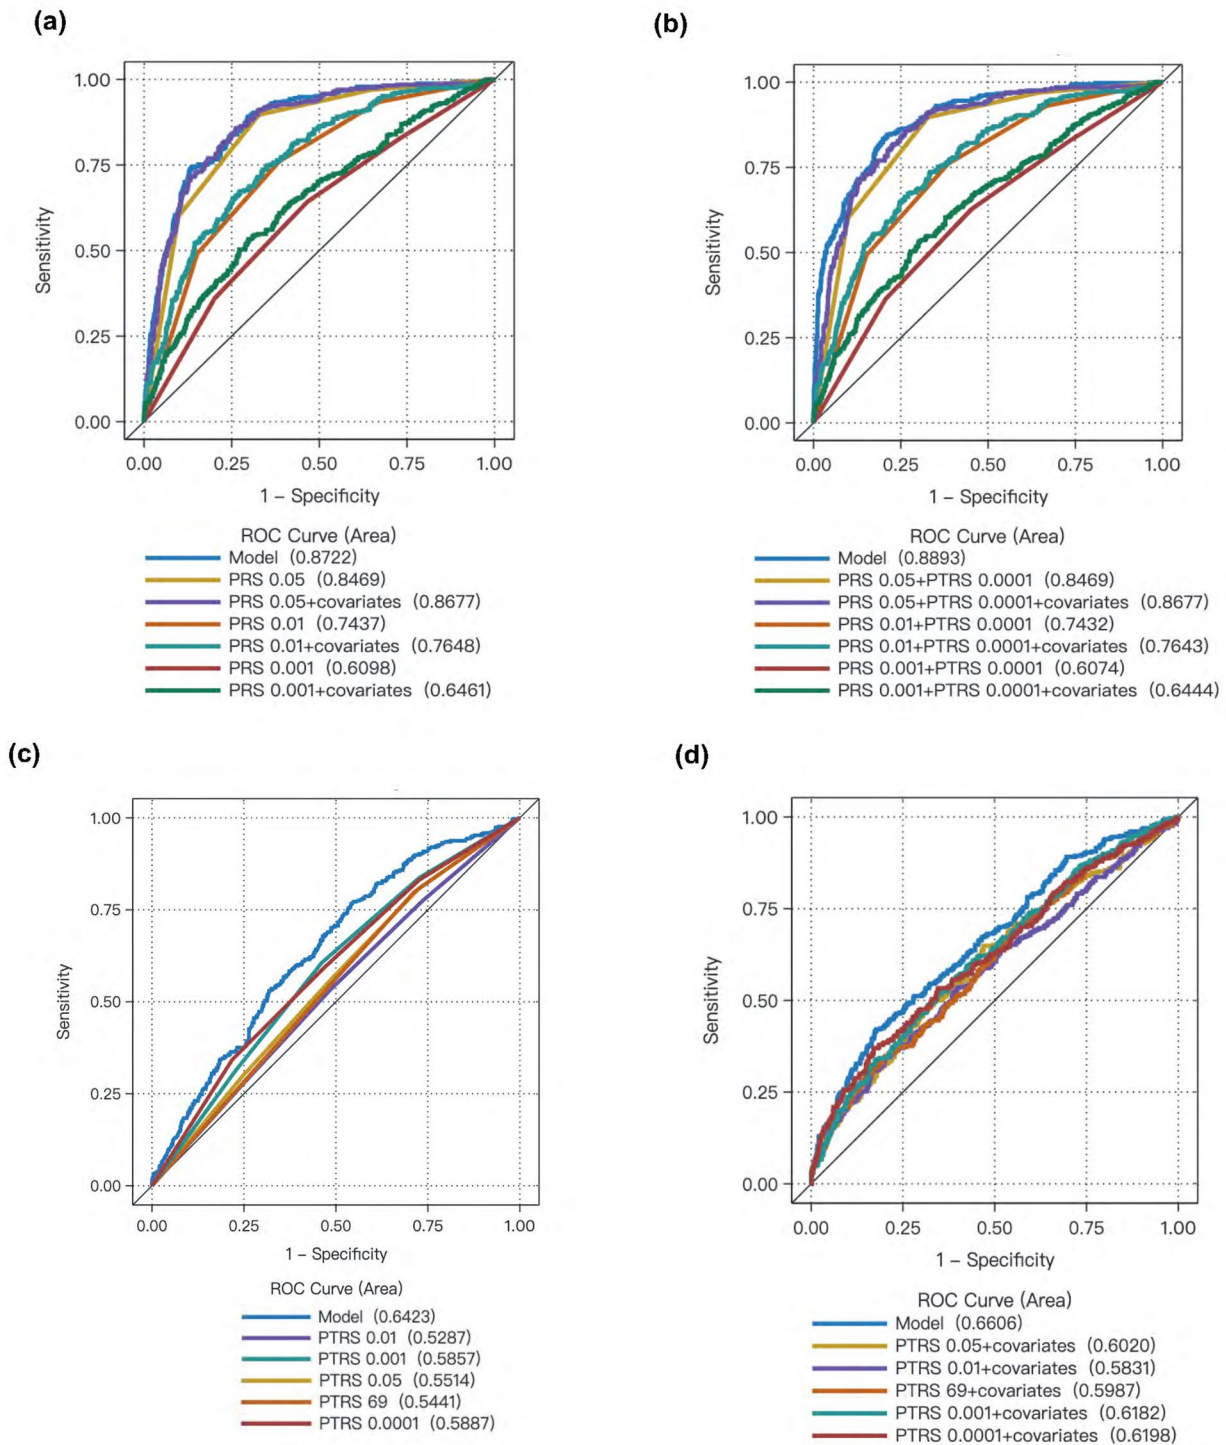 (a)
1.00
0.75
0.50
0.25
0.00
Sensitivity
0.00 0.25 0.50 0.75 1.00
1 – Specificity
ROC Curve (Area)
Model (0.8722)
PRS 0.05 (0.8469)
PRS 0.05+covariates (0.8677)
PRS 0.01 (0.7437)
PRS 0.01+covariates (0.7648)
PRS 0.001 (0.6098)
PRS 0.001+covariates (0.6461)
(b)
1.00
0.75
0.50
0.25
0.00
Sensitivity
0.00 0.25 0.50 0.75 1.00
1 – Specificity
ROC Curve (Area)
Model (0.8893)
PRS 0.05+PTRS 0.0001 (0.8469)
PRS 0.05+PTRS 0.0001+covariates (0.8677)
PRS 0.01+PTRS 0.0001 (0.7432)
PRS 0.01+PTRS 0.0001+covariates (0.7643)
PRS 0.001+PTRS 0.0001 (0.6074)
PRS 0.001+PTRS 0.0001+covariates (0.6444)
(c)
1.00
0.75
0.50
0.25
0.00
Sensitivity
0.00 0.25 0.50 0.75 1.00
1 – Specificity
ROC Curve (Area)
Model (0.6423)
PTRS 0.01 (0.5287)
PTRS 0.001 (0.5857)
PTRS 0.05 (0.5514)
PTRS 69 (0.5441)
PTRS 0.0001 (0.5887)
(d)
1.00
0.75
0.50
0.25
0.00
Sensitivity
0.00 0.25 0.50 0.75 1.00
1 – Specificity
ROC Curve (Area)
Model (0.6606)
PTRS 0.05+covariates (0.6020)
PTRS 0.01+covariates (0.5831)
PTRS 69+covariates (0.5987)
PTRS 0.001+covariates (0.6182)
PTRS 0.0001+covariates (0.6198)